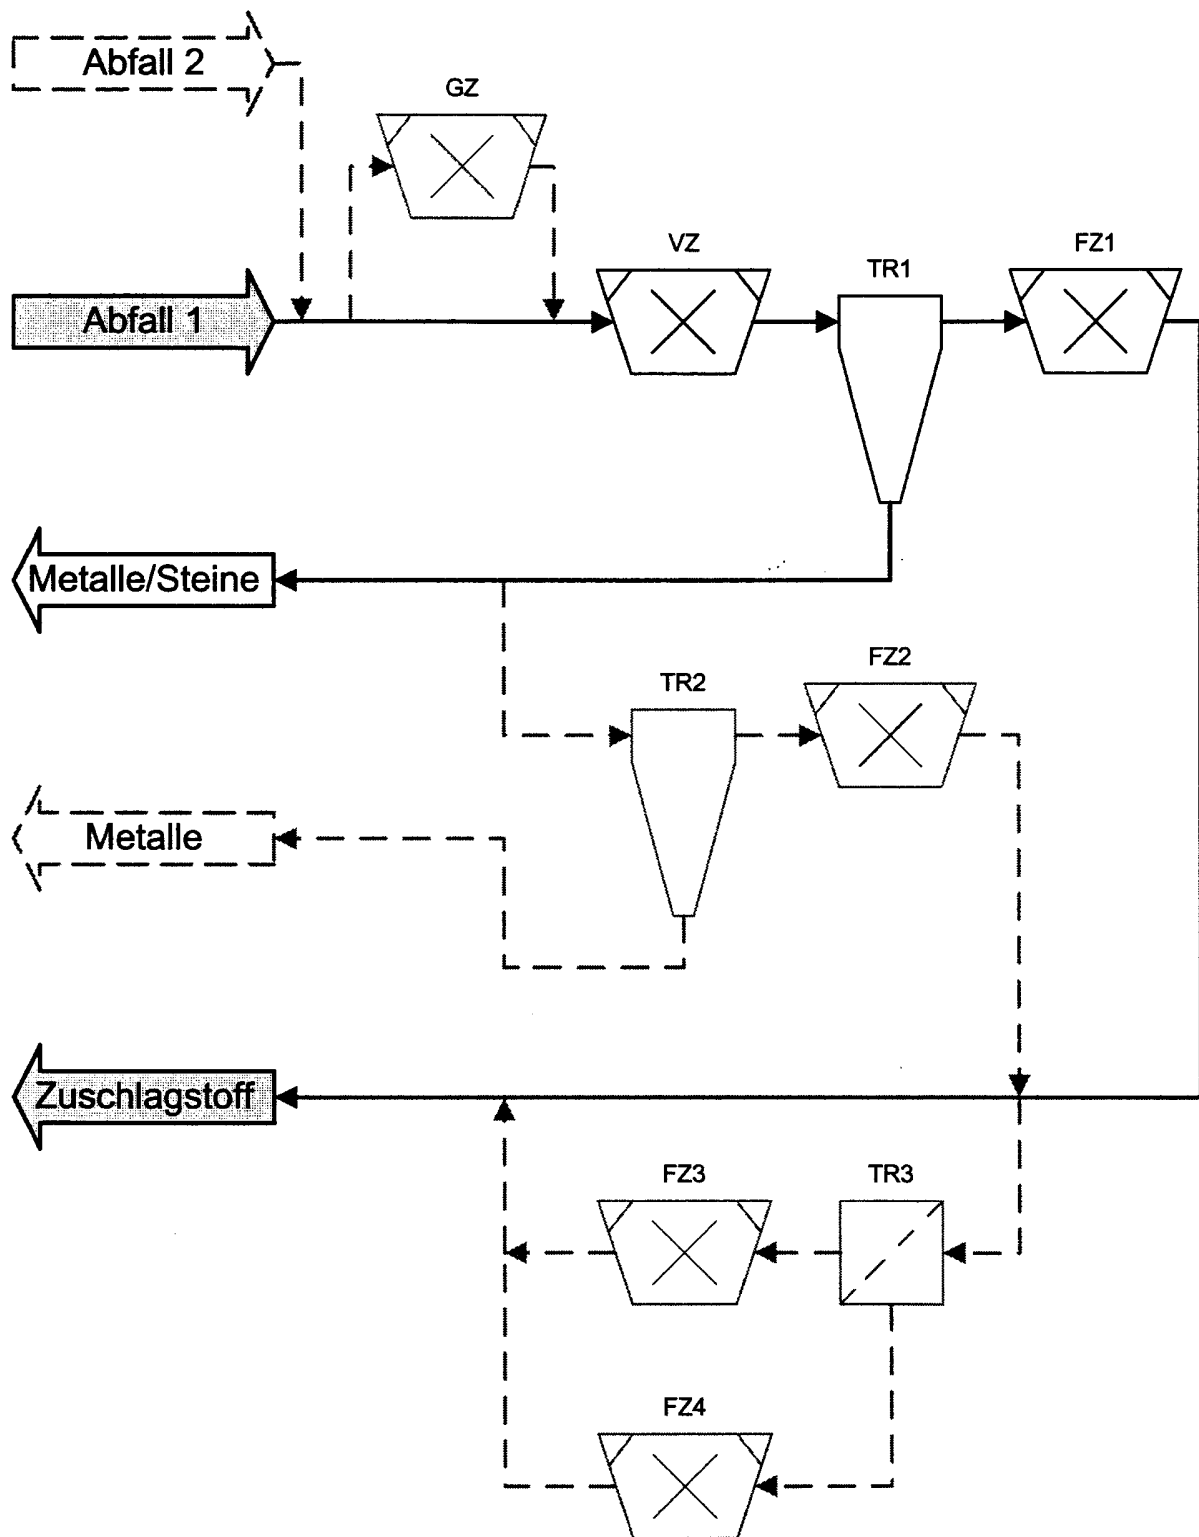 Abfall 2
GZ
VZ
TR1
FZ1
Abfall 1
Metalle/Steine
TR2
FZ2
Metalle
Zuschlagstoff
FZ3
TR3
FZ4